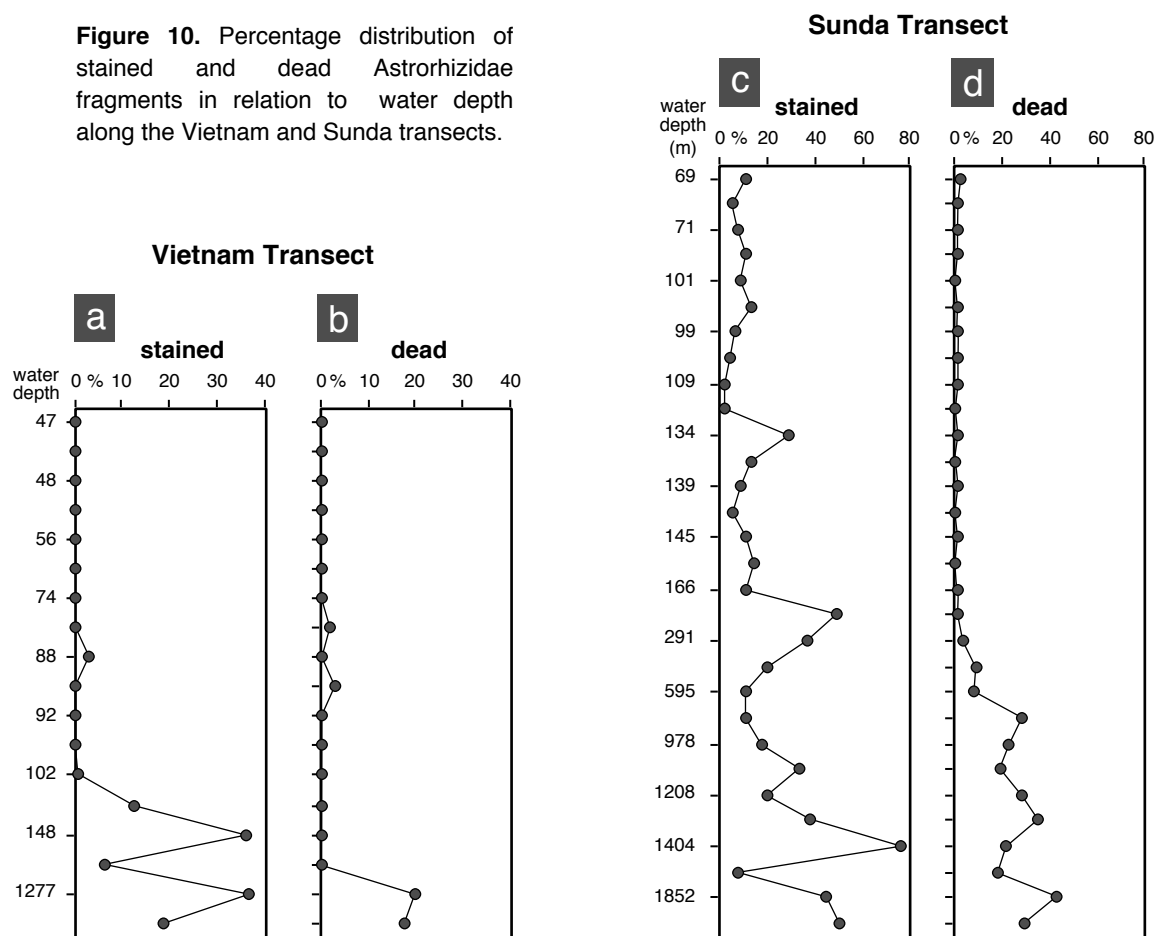 Figure 10. Percentage distribution of
stained and dead Astrorhizidae
fragments in relation to water depth
along the Vietnam and Sunda transects.
Vietnam Transect
a
stained
b
dead
water
depth
0 % 10 20 30 40
0 % 10 20 30 40
47
48
56
74
88
92
102
148
1277
Sunda Transect
c
stained
d
dead
water
depth
(m)
0 % 20 40 60 80
0 % 20 40 60 80
69
71
101
99
109
134
139
145
166
291
595
978
1208
1404
1852